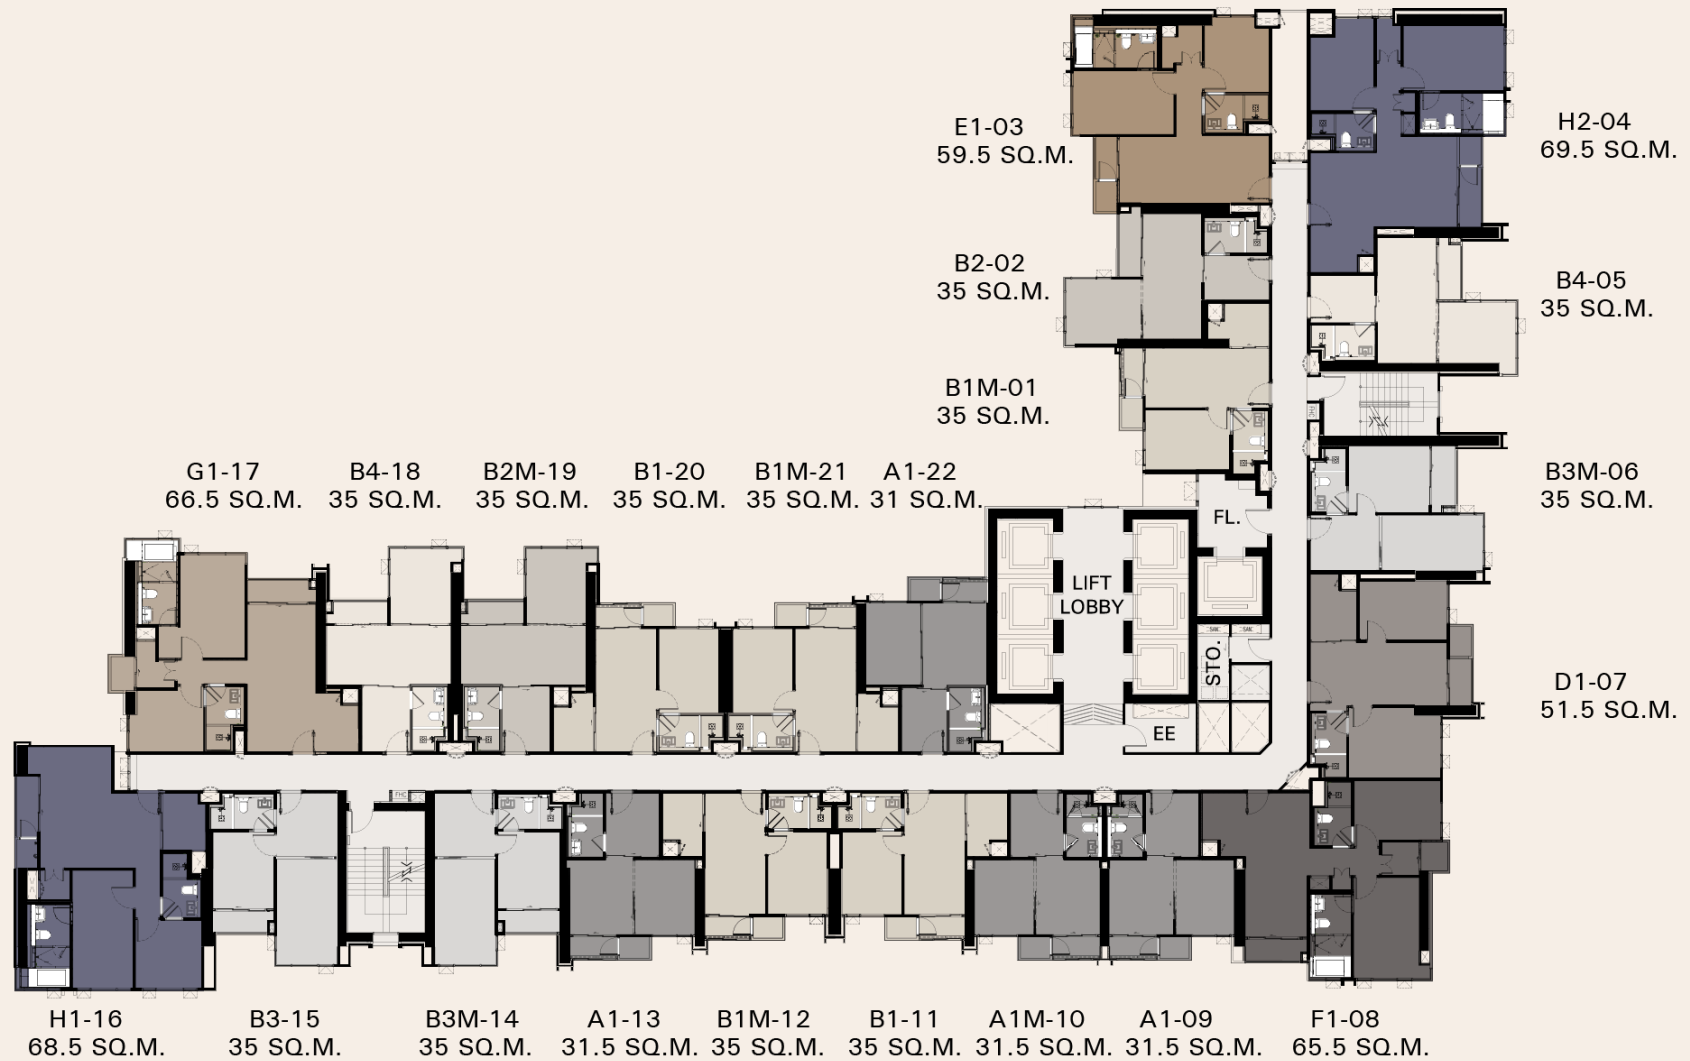 E1-03
59.5 SQ.M.
H2-04
69.5 SQ.M.
B2-02
35 SQ.M.
B4-05
35 SQ.M.
B1M-01
35 SQ.M.
FHC
B3M-06
35 SQ.M.
G1-17
66.5 SQ.M.
B4-18
35 SQ.M.
B2M-19
35 SQ.M.
B1-20
35 SQ.M.
B1M-21
35 SQ.M.
A1-22
31 SQ.M.
FL.
LIFT
LOBBY
STO.
EE
D1-07
51.5 SQ.M.
FHC
H1-16
68.5 SQ.M.
B3-15
35 SQ.M.
B3M-14
35 SQ.M.
A1-13
31.5 SQ.M.
B1M-12
35 SQ.M.
B1-11
35 SQ.M.
A1M-10
31.5 SQ.M.
A1-09
31.5 SQ.M.
F1-08
65.5 SQ.M.